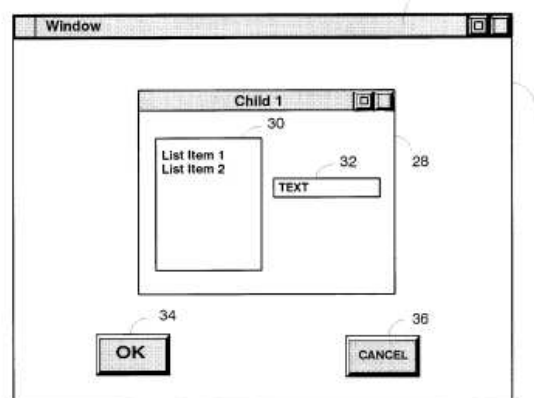 Window
Child 1
30
List Item 1
List Item 2
32
TEXT
28
34
OK
36
CANCEL